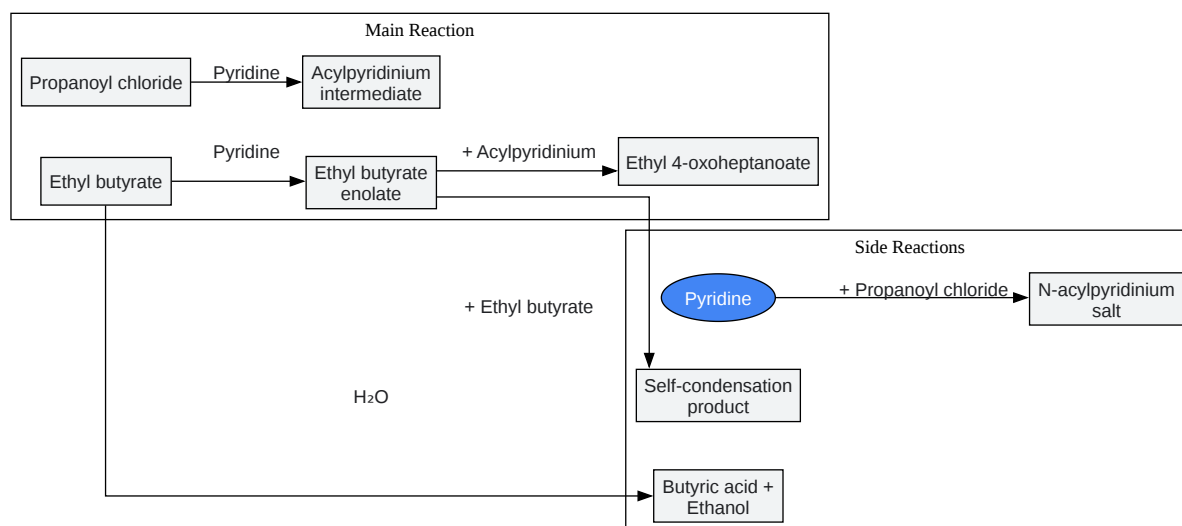 Main Reaction
Propanoyl chloride
Pyridine
Acylpyridinium
intermediate
Ethyl butyrate
Pyridine
Ethyl butyrate
enolate
+ Acylpyridinium
Ethyl 4-oxoheptanoate
Side Reactions
Pyridine
+ Propanoyl chloride
N-acylpyridinium
salt
+ Ethyl butyrate
Self-condensation
product
H₂O
Butyric acid +
Ethanol